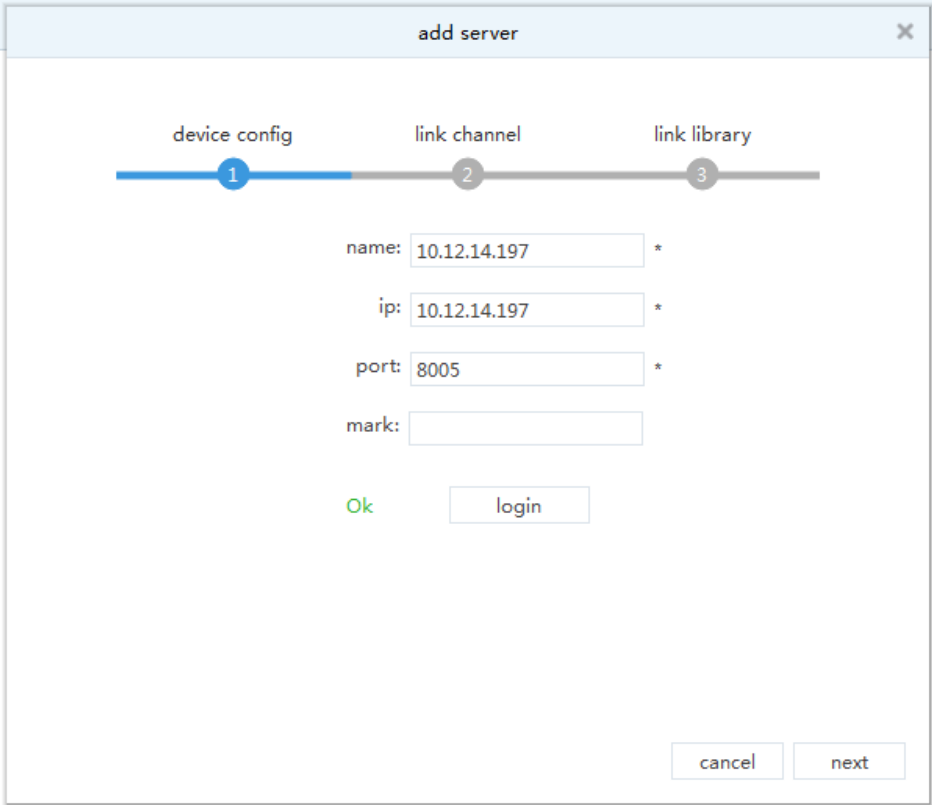 add server
device config link channel link library
1 2 3
name: 10.12.14.197 *
ip: 10.12.14.197 *
port: 8005 *
mark:
Ok login
cancel next